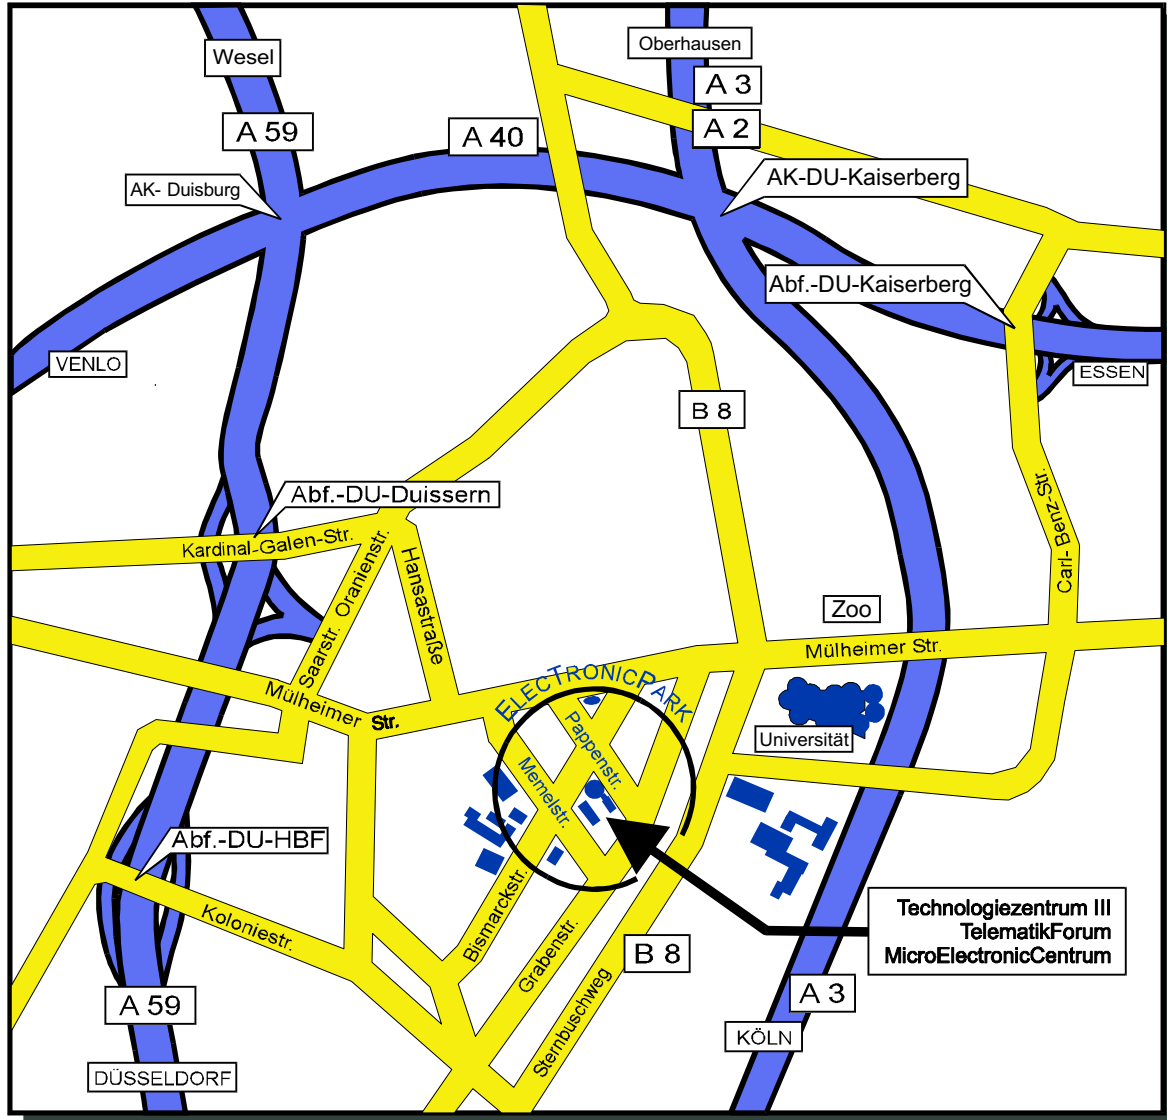 Oberhausen
Wesel
A 3
A 59
A 40
A 2
AK- Duisburg
AK-DU-Kaiserberg
Abf.-DU-Kaiserberg
VENLO
ESSEN
B 8
Abf.-DU-Duissern
Kardinal-Galen-Str.
Oranienstr.
Saarstr.
Hansastraße
Carl- Benz-Str.
Zoo
Mülheimer Str.
Mülheimer Str.
ELECTRONICPARK
Pappenstr.
Memelstr.
Universität
Abf.-DU-HBF
Koloniestr.
Bismarckstr.
Grabenstr.
Sternbuschweg
B 8
Technologiezentrum III
TelematikForum
MicroElectronicCentrum
A 59
A 3
KÖLN
DÜSSELDORF